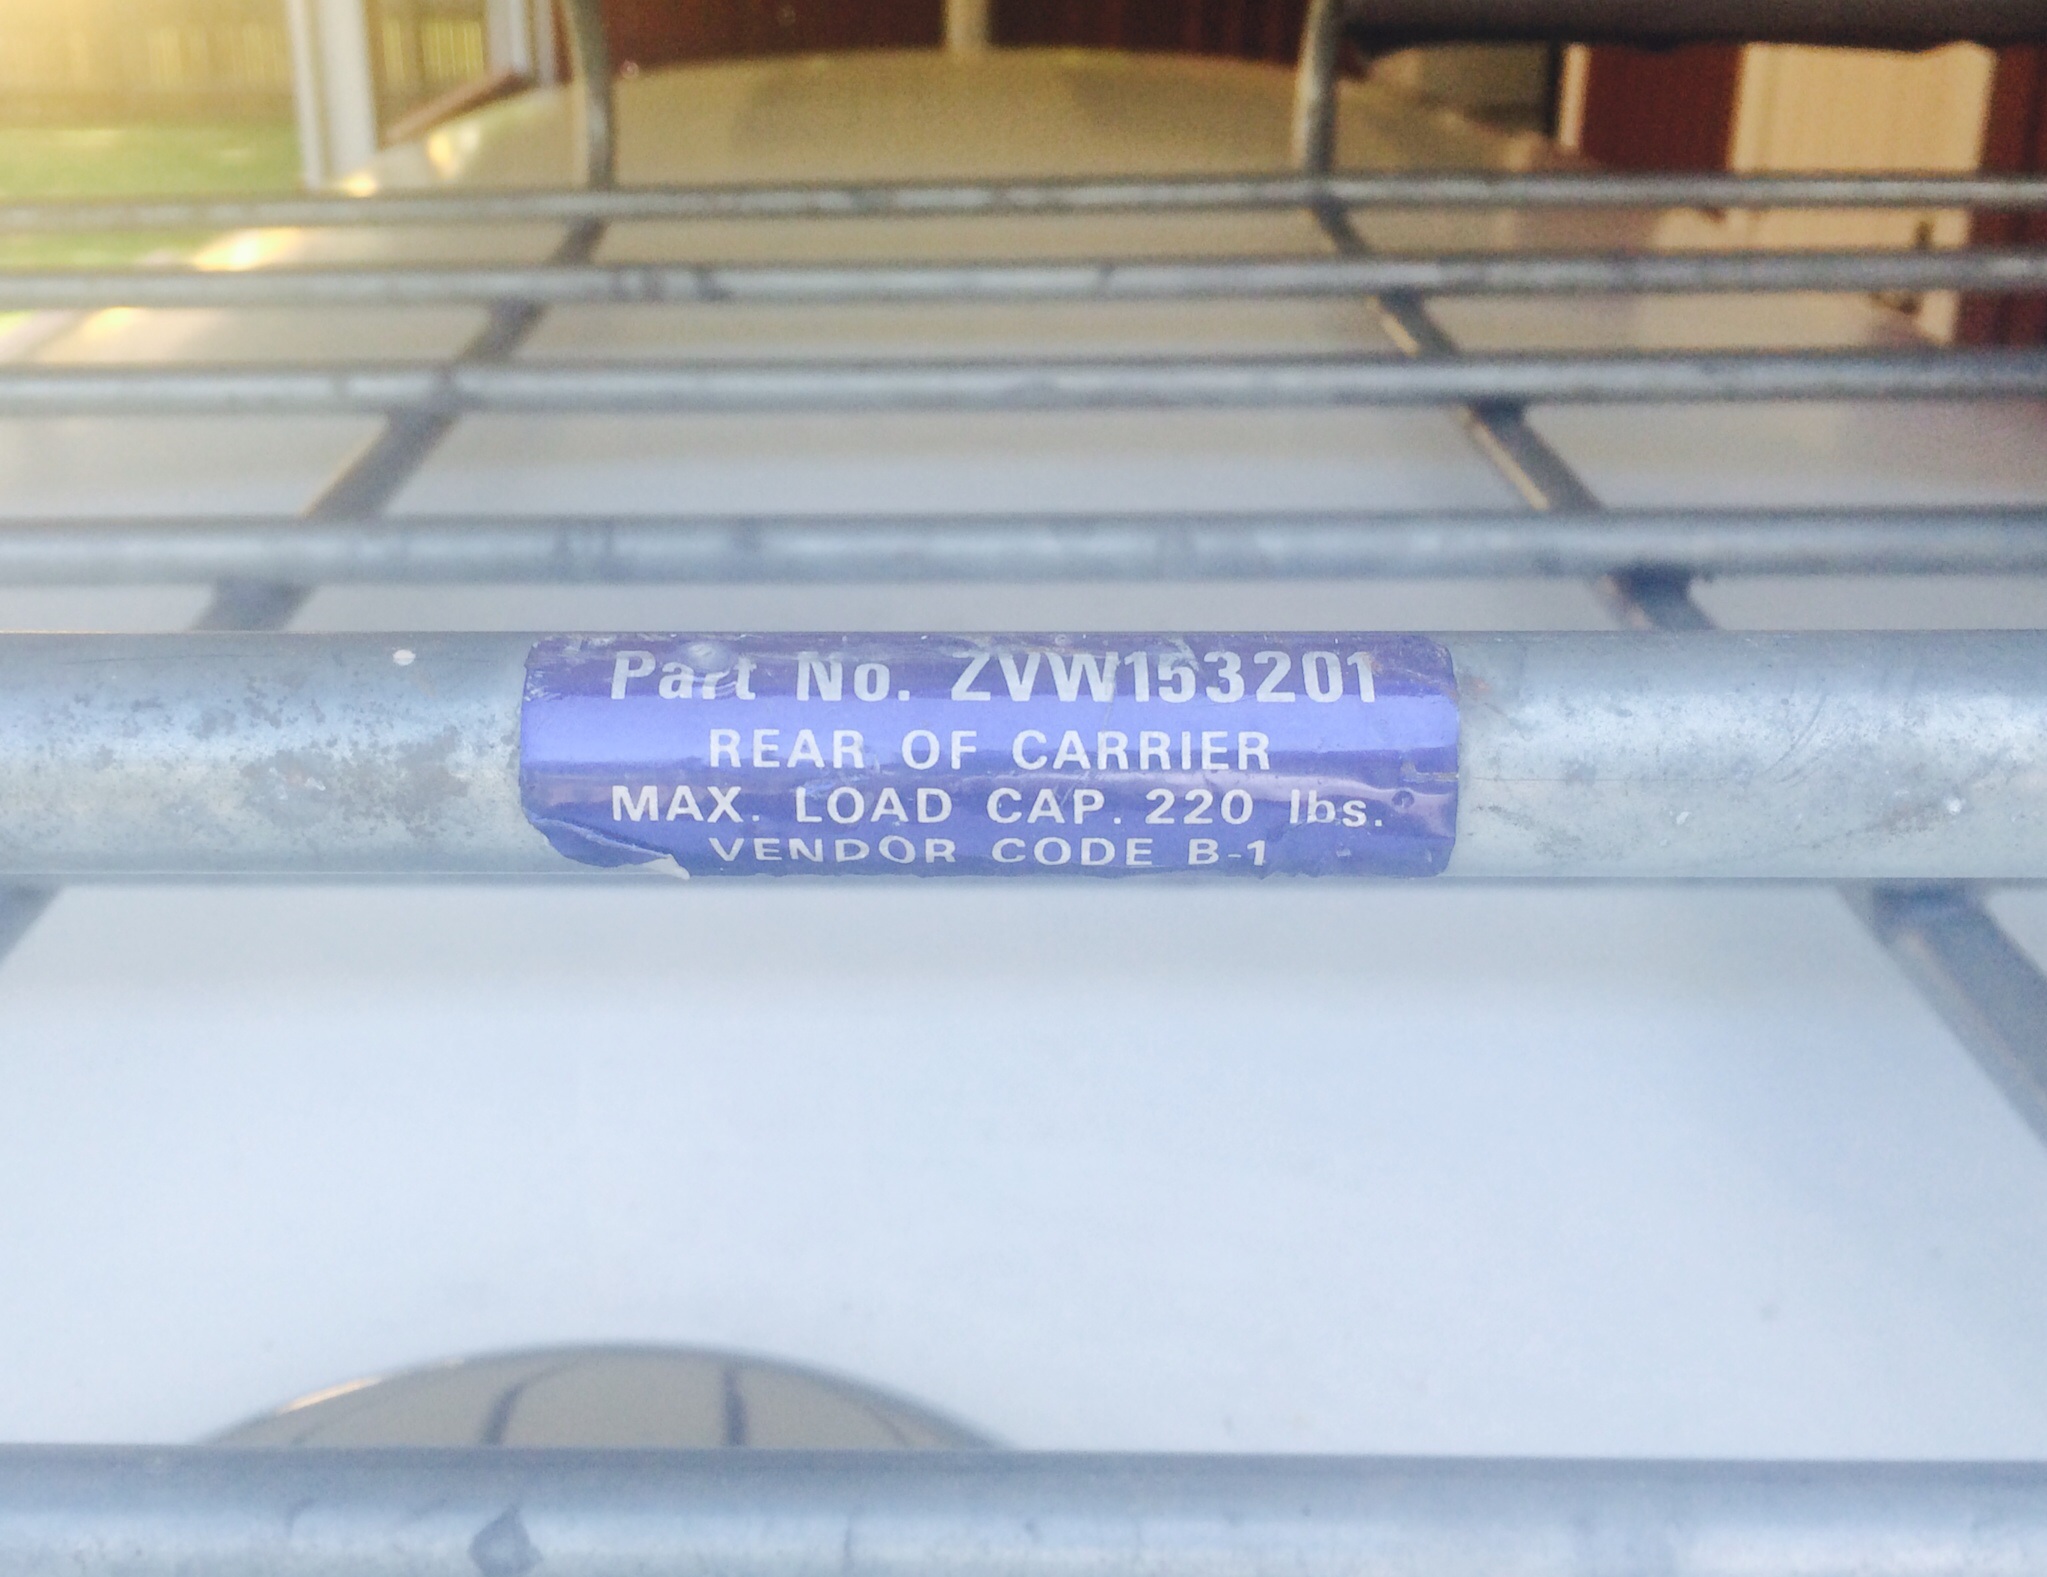 Part No. ZVW153201
REAR OF CARRIER
MAX. LOAD CAP. 220 lbs.
VENDOR CODE B-1